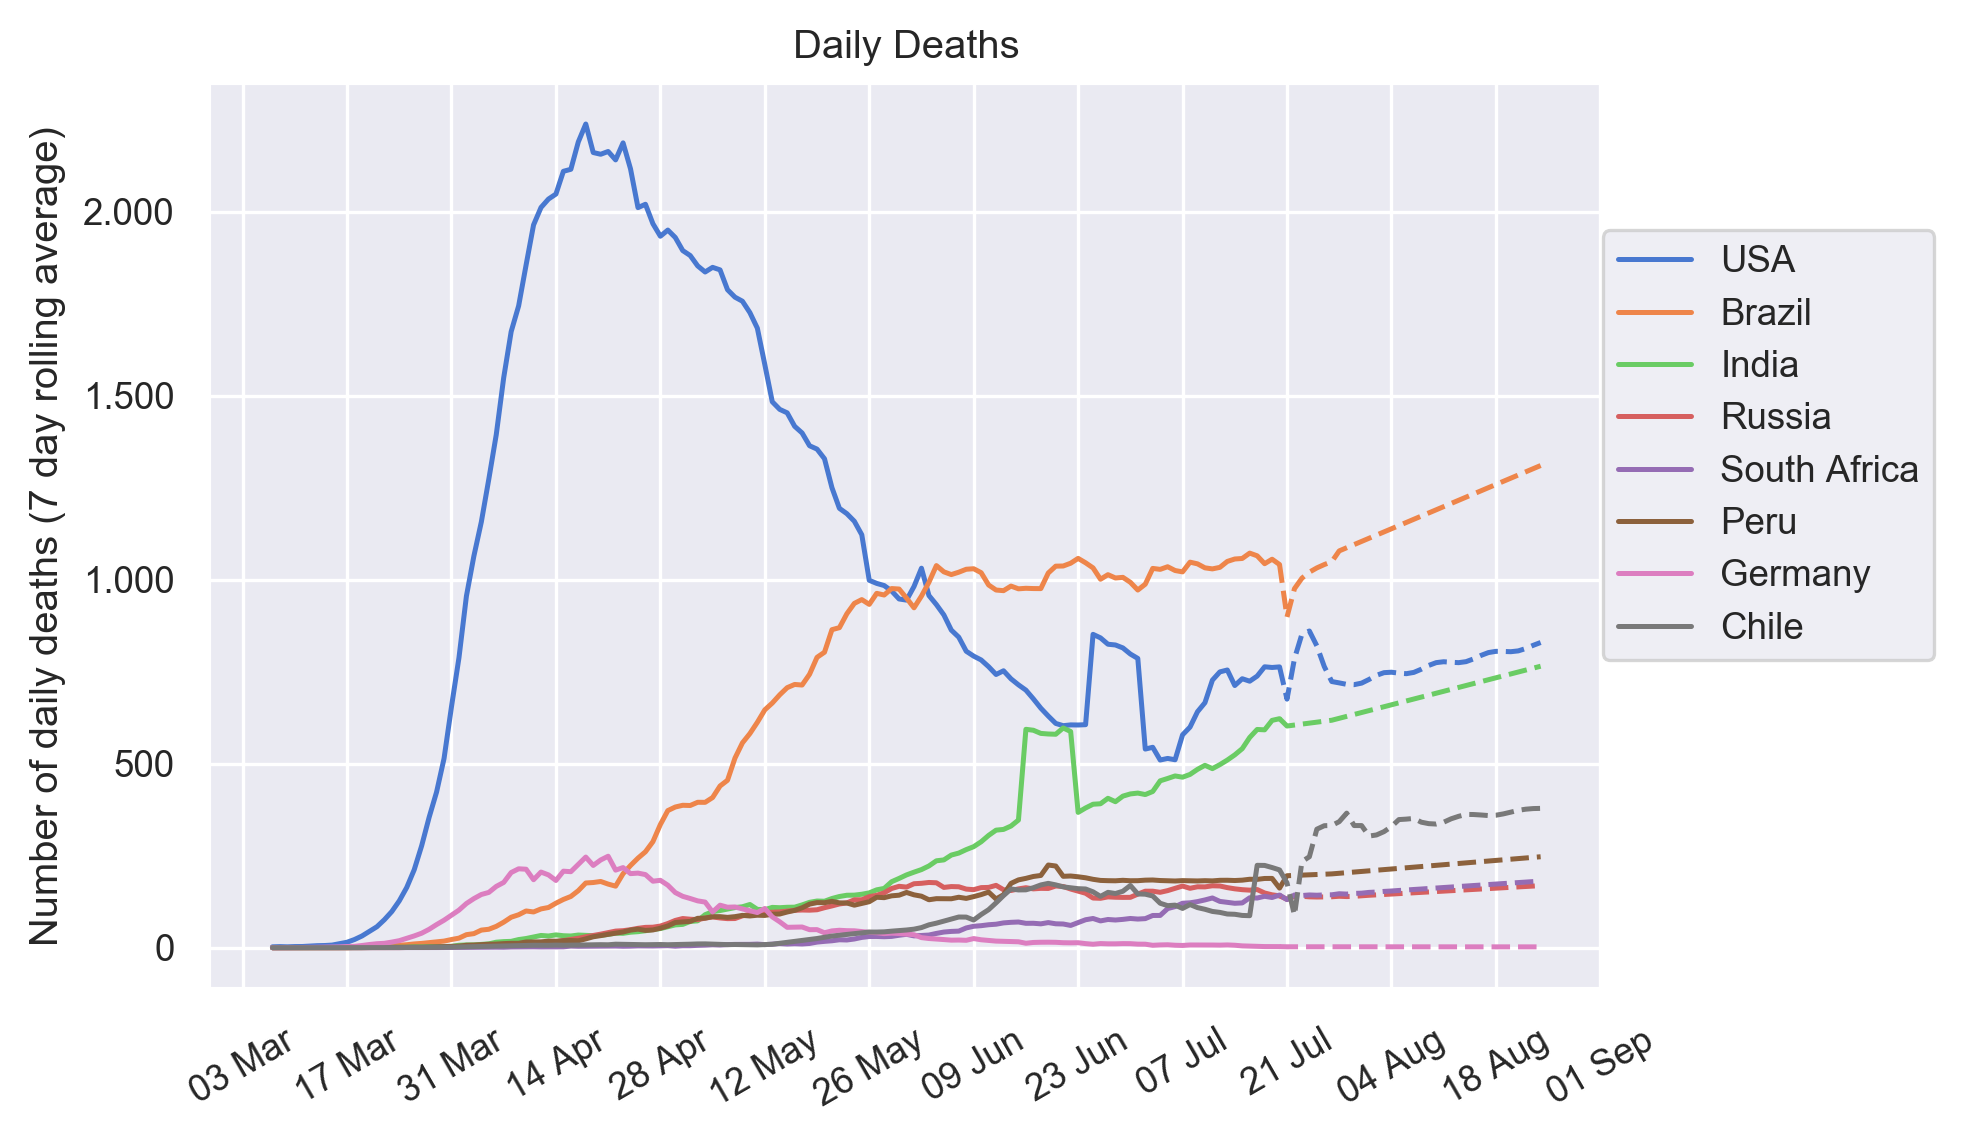 Daily Deaths
Number of daily deaths (7 day rolling average)
2.000
1.500
1.000
500
0
03 Mar
17 Mar
31 Mar
14 Apr
28 Apr
12 May
26 May
09 Jun
23 Jun
07 Jul
21 Jul
04 Aug
18 Aug
01 Sep
USA
Brazil
India
Russia
South Africa
Peru
Germany
Chile